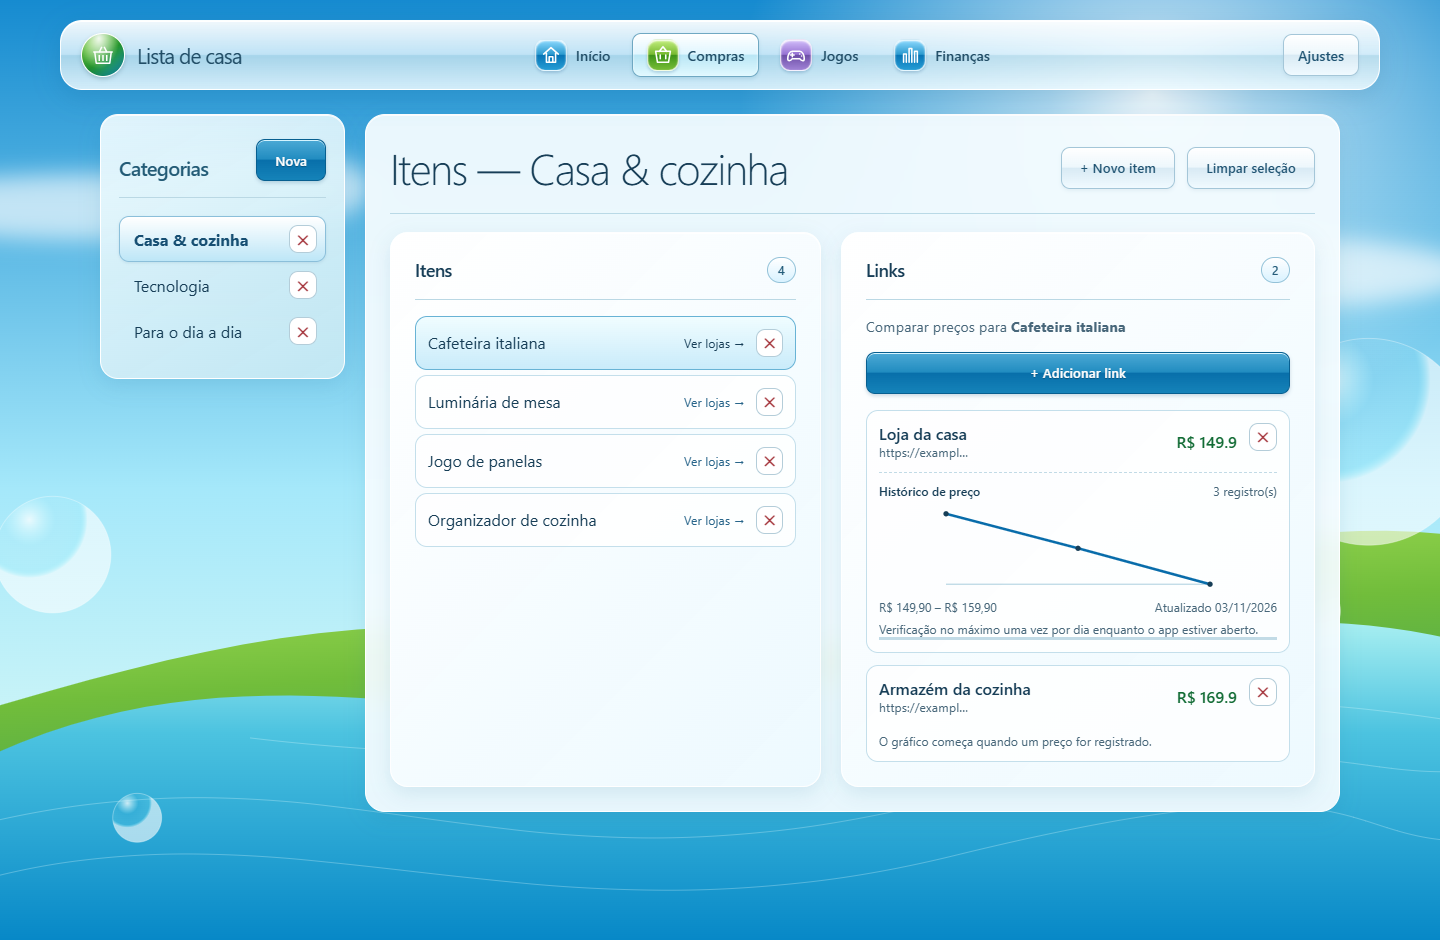 Lista de casa
Início
Compras
Jogos
Finanças
Ajustes
Categorias
Nova
Casa & cozinha
Tecnologia
Para o dia a dia
Itens — Casa & cozinha
+ Novo item
Limpar seleção
Itens
4
Cafeteira italiana
Ver lojas →
Luminária de mesa
Ver lojas →
Jogo de panelas
Ver lojas →
Organizador de cozinha
Ver lojas →
Links
2
Comparar preços para Cafeteira italiana
+ Adicionar link
Loja da casa
https://exampl...
R$ 149.9
Histórico de preço
3 registro(s)
R$ 149,90 – R$ 159,90
Atualizado 03/11/2026
Verificação no máximo uma vez por dia enquanto o app estiver aberto.
Armazém da cozinha
https://exampl...
R$ 169.9
O gráfico começa quando um preço for registrado.